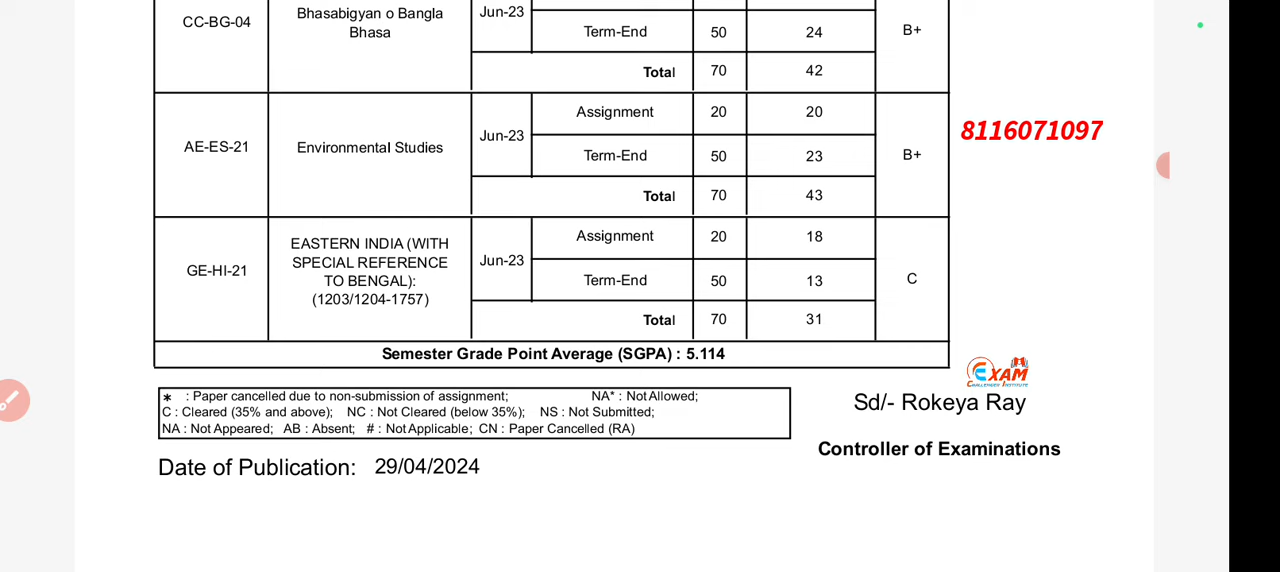 CC-BG-04
Bhasabigyan o Bangla
Bhasa
Jun-23
Term-End 50 24
B+
Total 70 42
AE-ES-21
Environmental Studies
Jun-23
Assignment 20 20
Term-End 50 23
B+
Total 70 43
8116071097
GE-HI-21
EASTERN INDIA (WITH
SPECIAL REFERENCE
TO BENGAL):
(1203/1204-1757)
Jun-23
Assignment 20 18
Term-End 50 13
C
Total 70 31
Semester Grade Point Average (SGPA) : 5.114
* : Paper cancelled due to non-submission of assignment; NA* : Not Allowed;
C : Cleared (35% and above); NC : Not Cleared (below 35%); NS : Not Submitted;
NA : Not Appeared; AB : Absent; # : Not Applicable; CN : Paper Cancelled (RA)
EXAM
CHALLENGER INSTITUTE
Sd/- Rokeya Ray
Controller of Examinations
Date of Publication: 29/04/2024